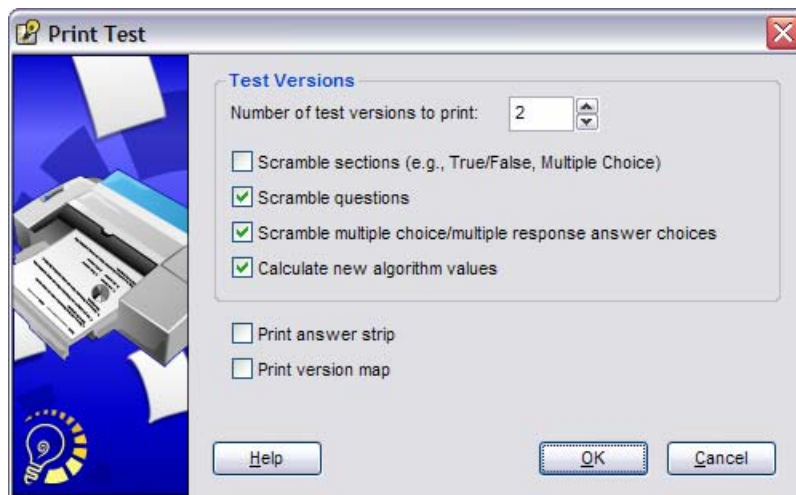 Print Test
Test Versions
Number of test versions to print: 2
Scramble sections (e.g., True/False, Multiple Choice)
Scramble questions
Scramble multiple choice/multiple response answer choices
Calculate new algorithm values
Print answer strip
Print version map
Help OK Cancel